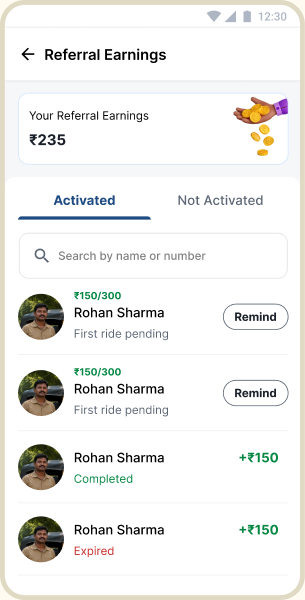 12:30
Referral Earnings
Your Referral Earnings
₹235
Activated
Not Activated
Search by name or number
₹150/300
Rohan Sharma
First ride pending
Remind
₹150/300
Rohan Sharma
First ride pending
Remind
Rohan Sharma
+₹150
Completed
Rohan Sharma
+₹150
Expired